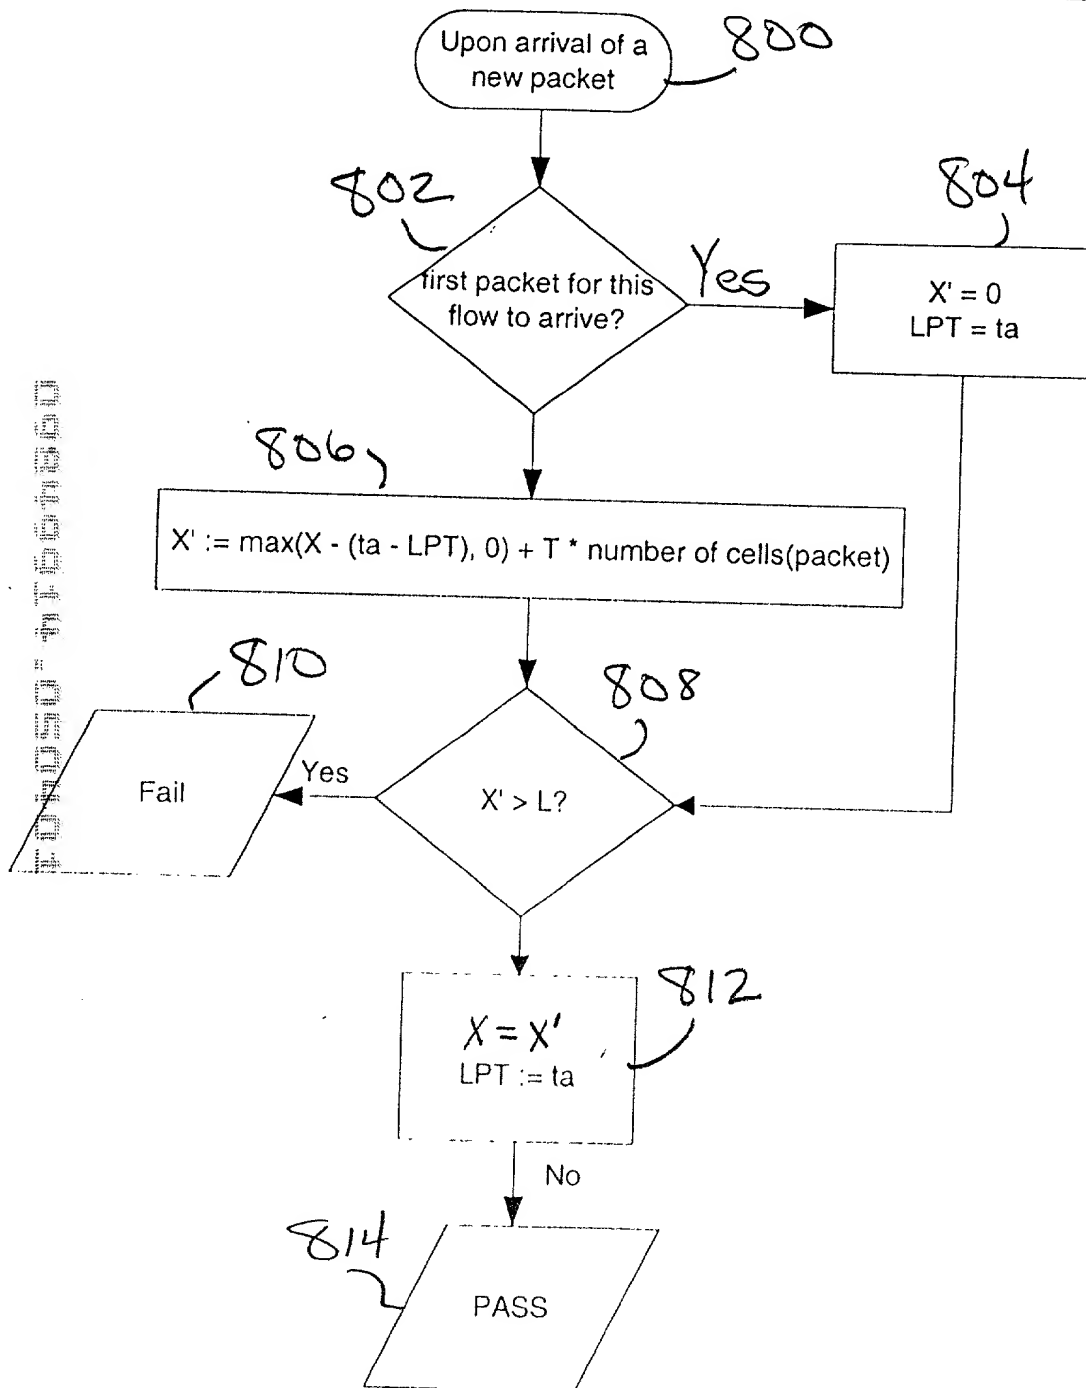 Upon arrival of a
new packet
800
802
804
first packet for this
flow to arrive?
Yes
X' = 0
LPT = ta
806
X' := max(X - (ta - LPT), 0) + T * number of cells(packet)
810
808
Fail
Yes
X' > L?
812
X = X'
LPT := ta
No
814
PASS